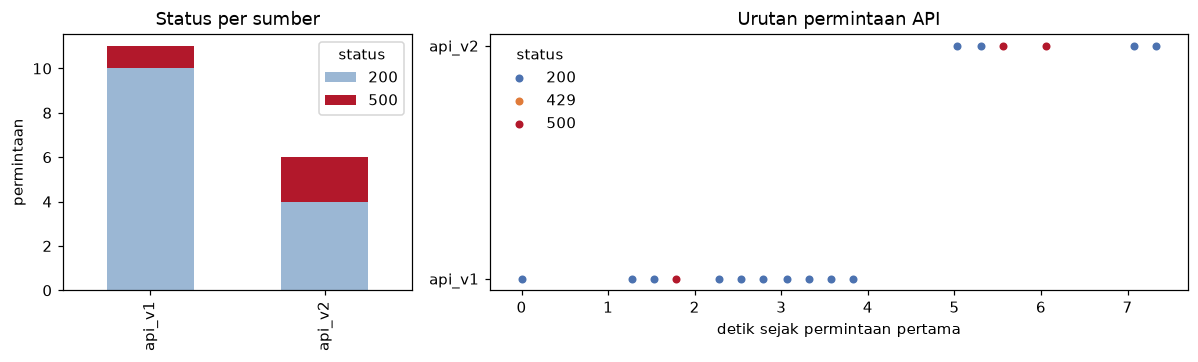 Status per sumber
permintaan
10
8
6
4
2
0
status
200
500
api_v1
api_v2
Urutan permintaan API
api_v2
api_v1
status
200
429
500
0 1 2 3 4 5 6 7
detik sejak permintaan pertama